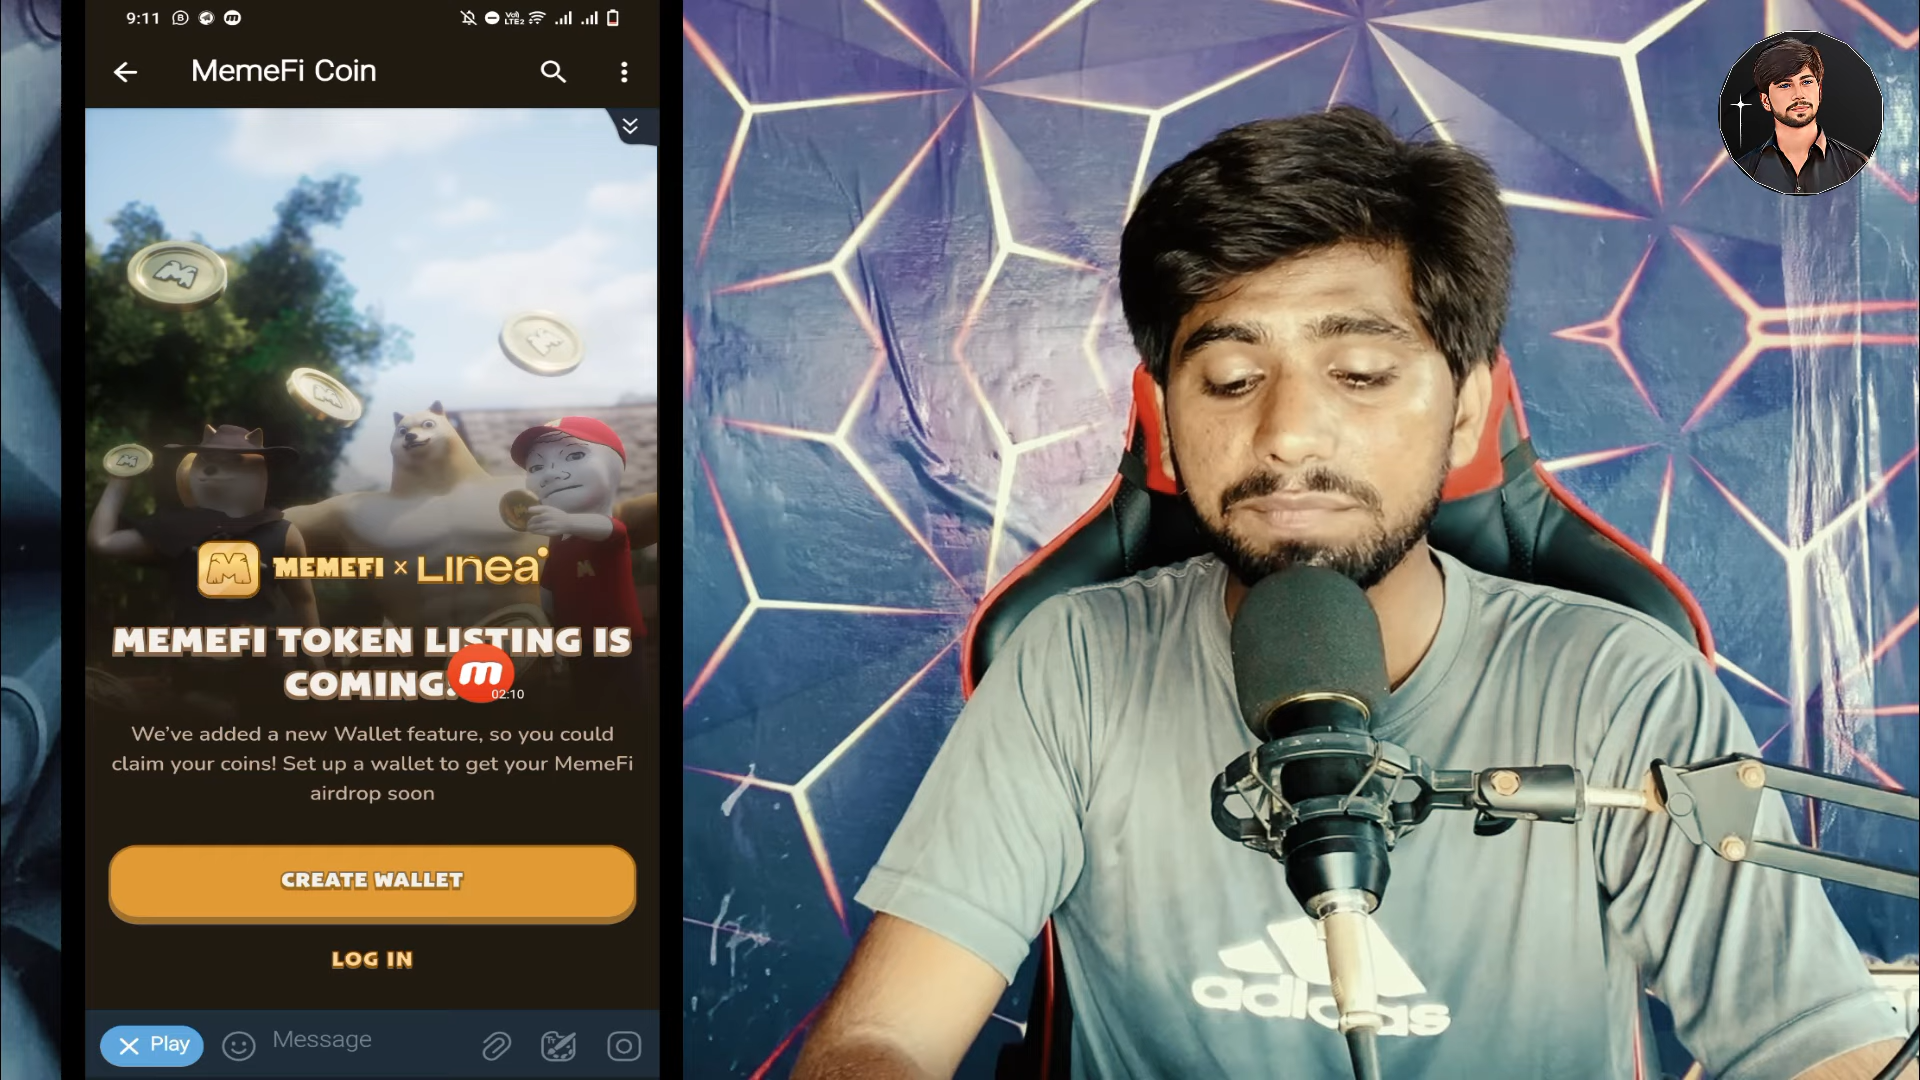 9:11
VoD
LTE2
MemeFi Coin
MEMEFI × Linea
MEMEFI TOKEN LISTING IS
COMING
02:10
We've added a new Wallet feature, so you could
claim your coins! Set up a wallet to get your MemeFi
airdrop soon
CREATE WALLET
LOG IN
Play
Message
adidas